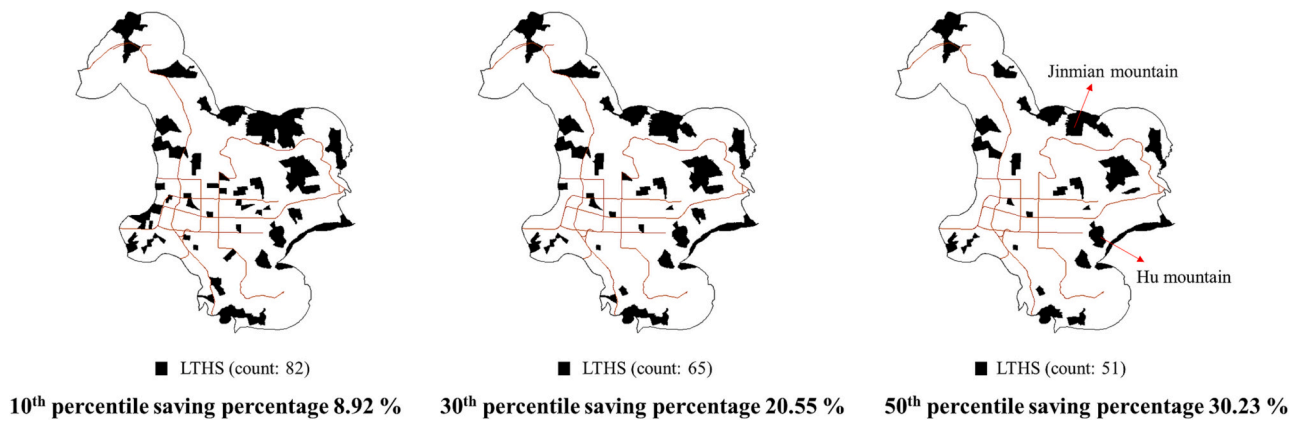 Jinmian mountain
Hu mountain
LTHS (count: 82)
LTHS (count: 65)
LTHS (count: 51)
10th percentile saving percentage 8.92 %
30th percentile saving percentage 20.55 %
50th percentile saving percentage 30.23 %